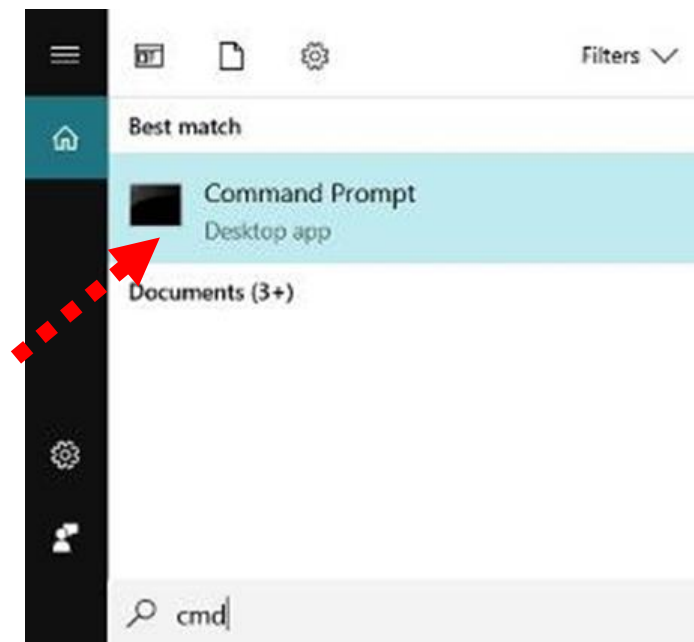 Filters
Best match
Command Prompt
Desktop app
Documents (3+)
cmd